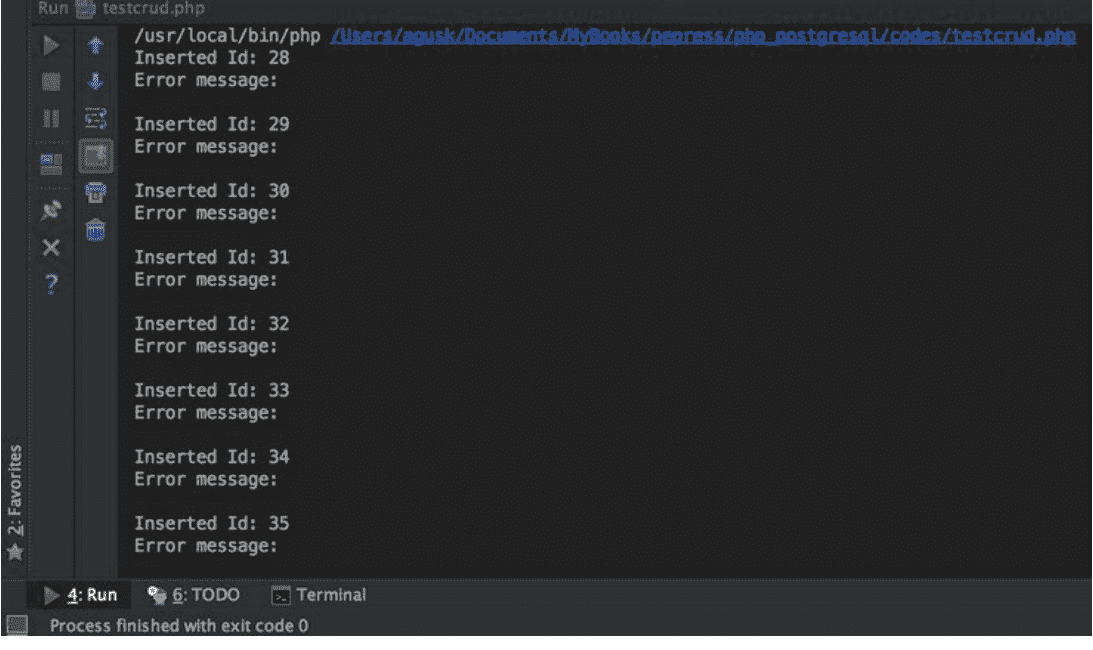 Run testcrud.php
/usr/local/bin/php /Users/agusk/Documents/MyBooks/pepress/php_postgresql/codes/testcrud.php
Inserted Id: 28
Error message:
Inserted Id: 29
Error message:
Inserted Id: 30
Error message:
Inserted Id: 31
Error message:
Inserted Id: 32
Error message:
Inserted Id: 33
Error message:
Inserted Id: 34
Error message:
Inserted Id: 35
Error message:
2: Favorites
4: Run 6: TODO Terminal
Process finished with exit code 0